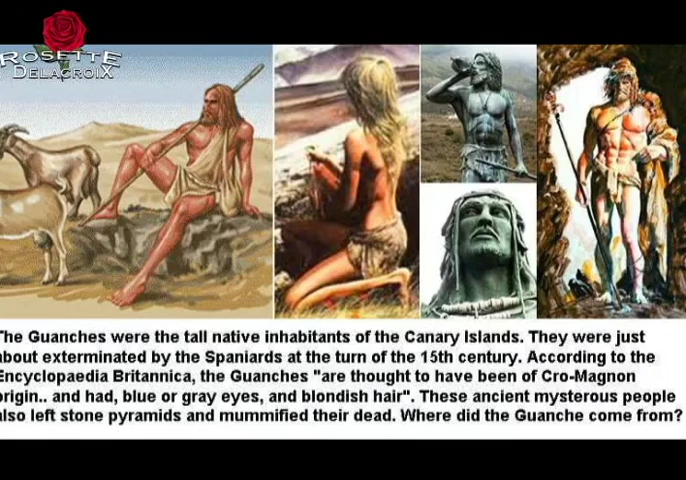 ROSETTE
DELACROIX
The Guanches were the tall native inhabitants of the Canary Islands. They were just
about exterminated by the Spaniards at the turn of the 15th century. According to the
Encyclopaedia Britannica, the Guanches "are thought to have been of Cro-Magnon
origin.. and had, blue or gray eyes, and blondish hair". These ancient mysterous people
also left stone pyramids and mummified their dead. Where did the Guanche come from?